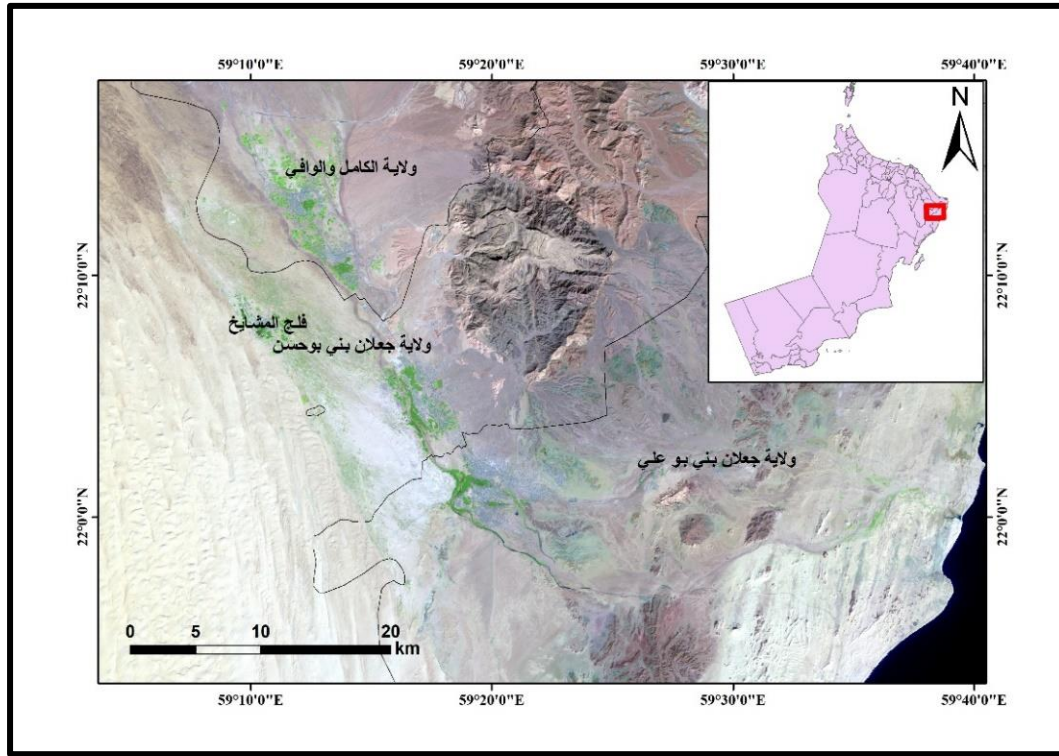 59°10'0"E 59°20'0"E 59°30'0"E 59°40'0"E
N
ولاية الكامل والوافي
22°10'0"N 22°10'0"N
فلج المشايخ
ولاية جعلان بني بوحسن
ولاية جعلان بني بو علي
22°0'0"N 22°0'0"N
0 5 10 20
km
59°10'0"E 59°20'0"E 59°30'0"E 59°40'0"E